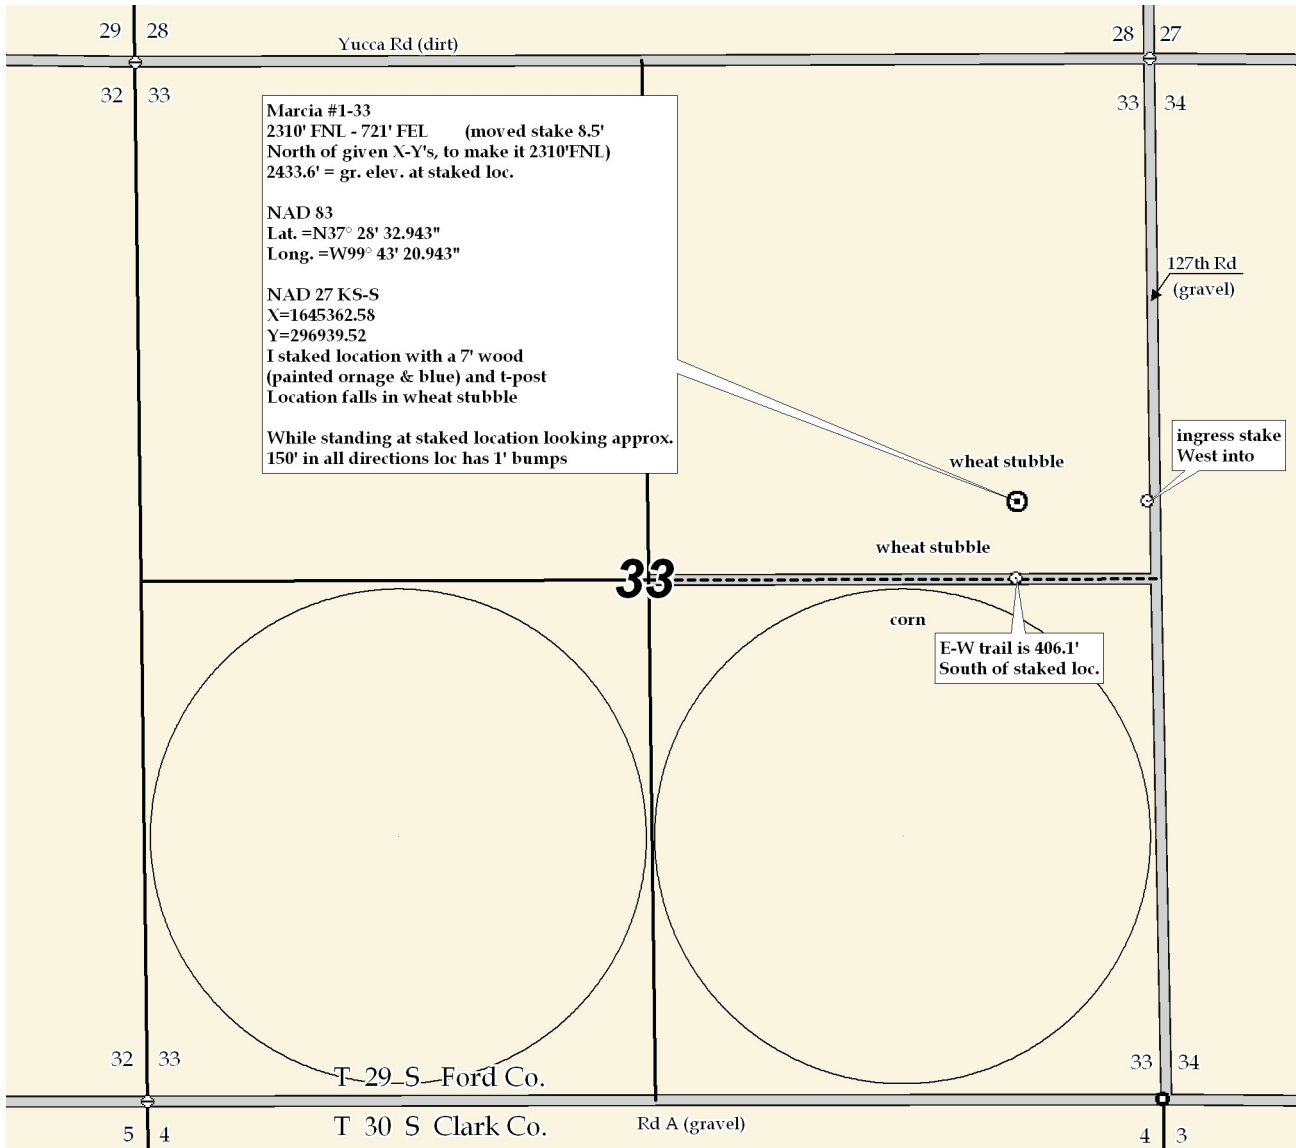 29 28
28 27
Yucca Rd (dirt)
32 33
33 34
Marcia #1-33
2310' FNL - 721' FEL (moved stake 8.5'
North of given X-Y's, to make it 2310'FNL)
2433.6' = gr. elev. at staked loc.
NAD 83
Lat. =N37° 28' 32.943"
Long. =W99° 43' 20.943"
NAD 27 KS-S
X=1645362.58
Y=296939.52
I staked location with a 7' wood
(painted ornage & blue) and t-post
Location falls in wheat stubble
While standing at staked location looking approx.
150' in all directions loc has 1' bumps
127th Rd
(gravel)
ingress stake
West into
wheat stubble
wheat stubble
33
corn
E-W trail is 406.1'
South of staked loc.
32 33
33 34
T 29 S Ford Co.
T 30 S Clark Co.
Rd A (gravel)
5 4
4 3